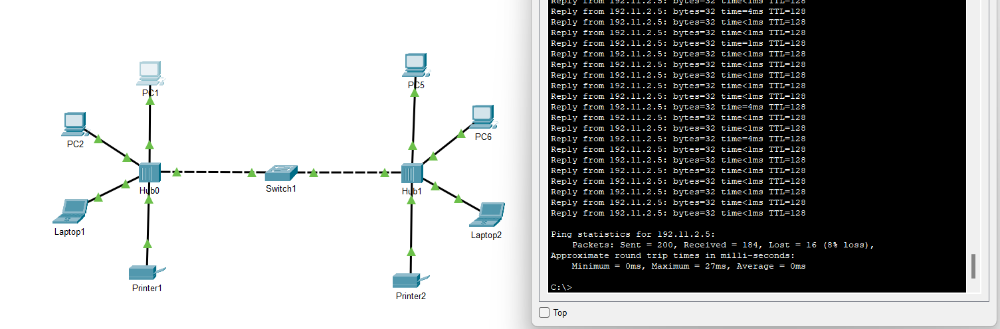 PC1
PC2
Hub0
Laptop1
Printer1
Switch1
PC5
PC6
Hub1
Laptop2
Printer2
Reply from 192.11.2.5: bytes=32 time<1ms TTL=128
Reply from 192.11.2.5: bytes=32 time=4ms TTL=128
Reply from 192.11.2.5: bytes=32 time<1ms TTL=128
Reply from 192.11.2.5: bytes=32 time<1ms TTL=128
Reply from 192.11.2.5: bytes=32 time=1ms TTL=128
Reply from 192.11.2.5: bytes=32 time<1ms TTL=128
Reply from 192.11.2.5: bytes=32 time<1ms TTL=128
Reply from 192.11.2.5: bytes=32 time<1ms TTL=128
Reply from 192.11.2.5: bytes=32 time<1ms TTL=128
Reply from 192.11.2.5: bytes=32 time<1ms TTL=128
Reply from 192.11.2.5: bytes=32 time=4ms TTL=128
Reply from 192.11.2.5: bytes=32 time<1ms TTL=128
Reply from 192.11.2.5: bytes=32 time<1ms TTL=128
Reply from 192.11.2.5: bytes=32 time=4ms TTL=128
Reply from 192.11.2.5: bytes=32 time<1ms TTL=128
Reply from 192.11.2.5: bytes=32 time<1ms TTL=128
Reply from 192.11.2.5: bytes=32 time<1ms TTL=128
Reply from 192.11.2.5: bytes=32 time<1ms TTL=128
Reply from 192.11.2.5: bytes=32 time<1ms TTL=128
Reply from 192.11.2.5: bytes=32 time<1ms TTL=128
Reply from 192.11.2.5: bytes=32 time<1ms TTL=128
Ping statistics for 192.11.2.5:
Packets: Sent = 200, Received = 184, Lost = 16 (8% loss),
Approximate round trip times in milli-seconds:
Minimum = 0ms, Maximum = 27ms, Average = 0ms
C:\>
Top